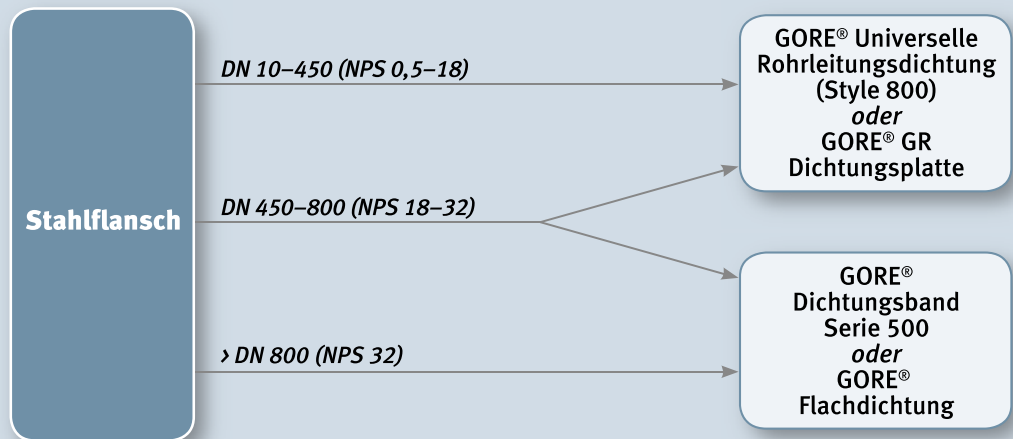 Stahlflansch
DN 10–450 (NPS 0,5–18)
DN 450–800 (NPS 18–32)
› DN 800 (NPS 32)
GORE® Universelle
Rohrleitungsdichtung
(Style 800)
oder
GORE® GR
Dichtungsplatte
GORE®
Dichtungsband
Serie 500
oder
GORE®
Flachdichtung